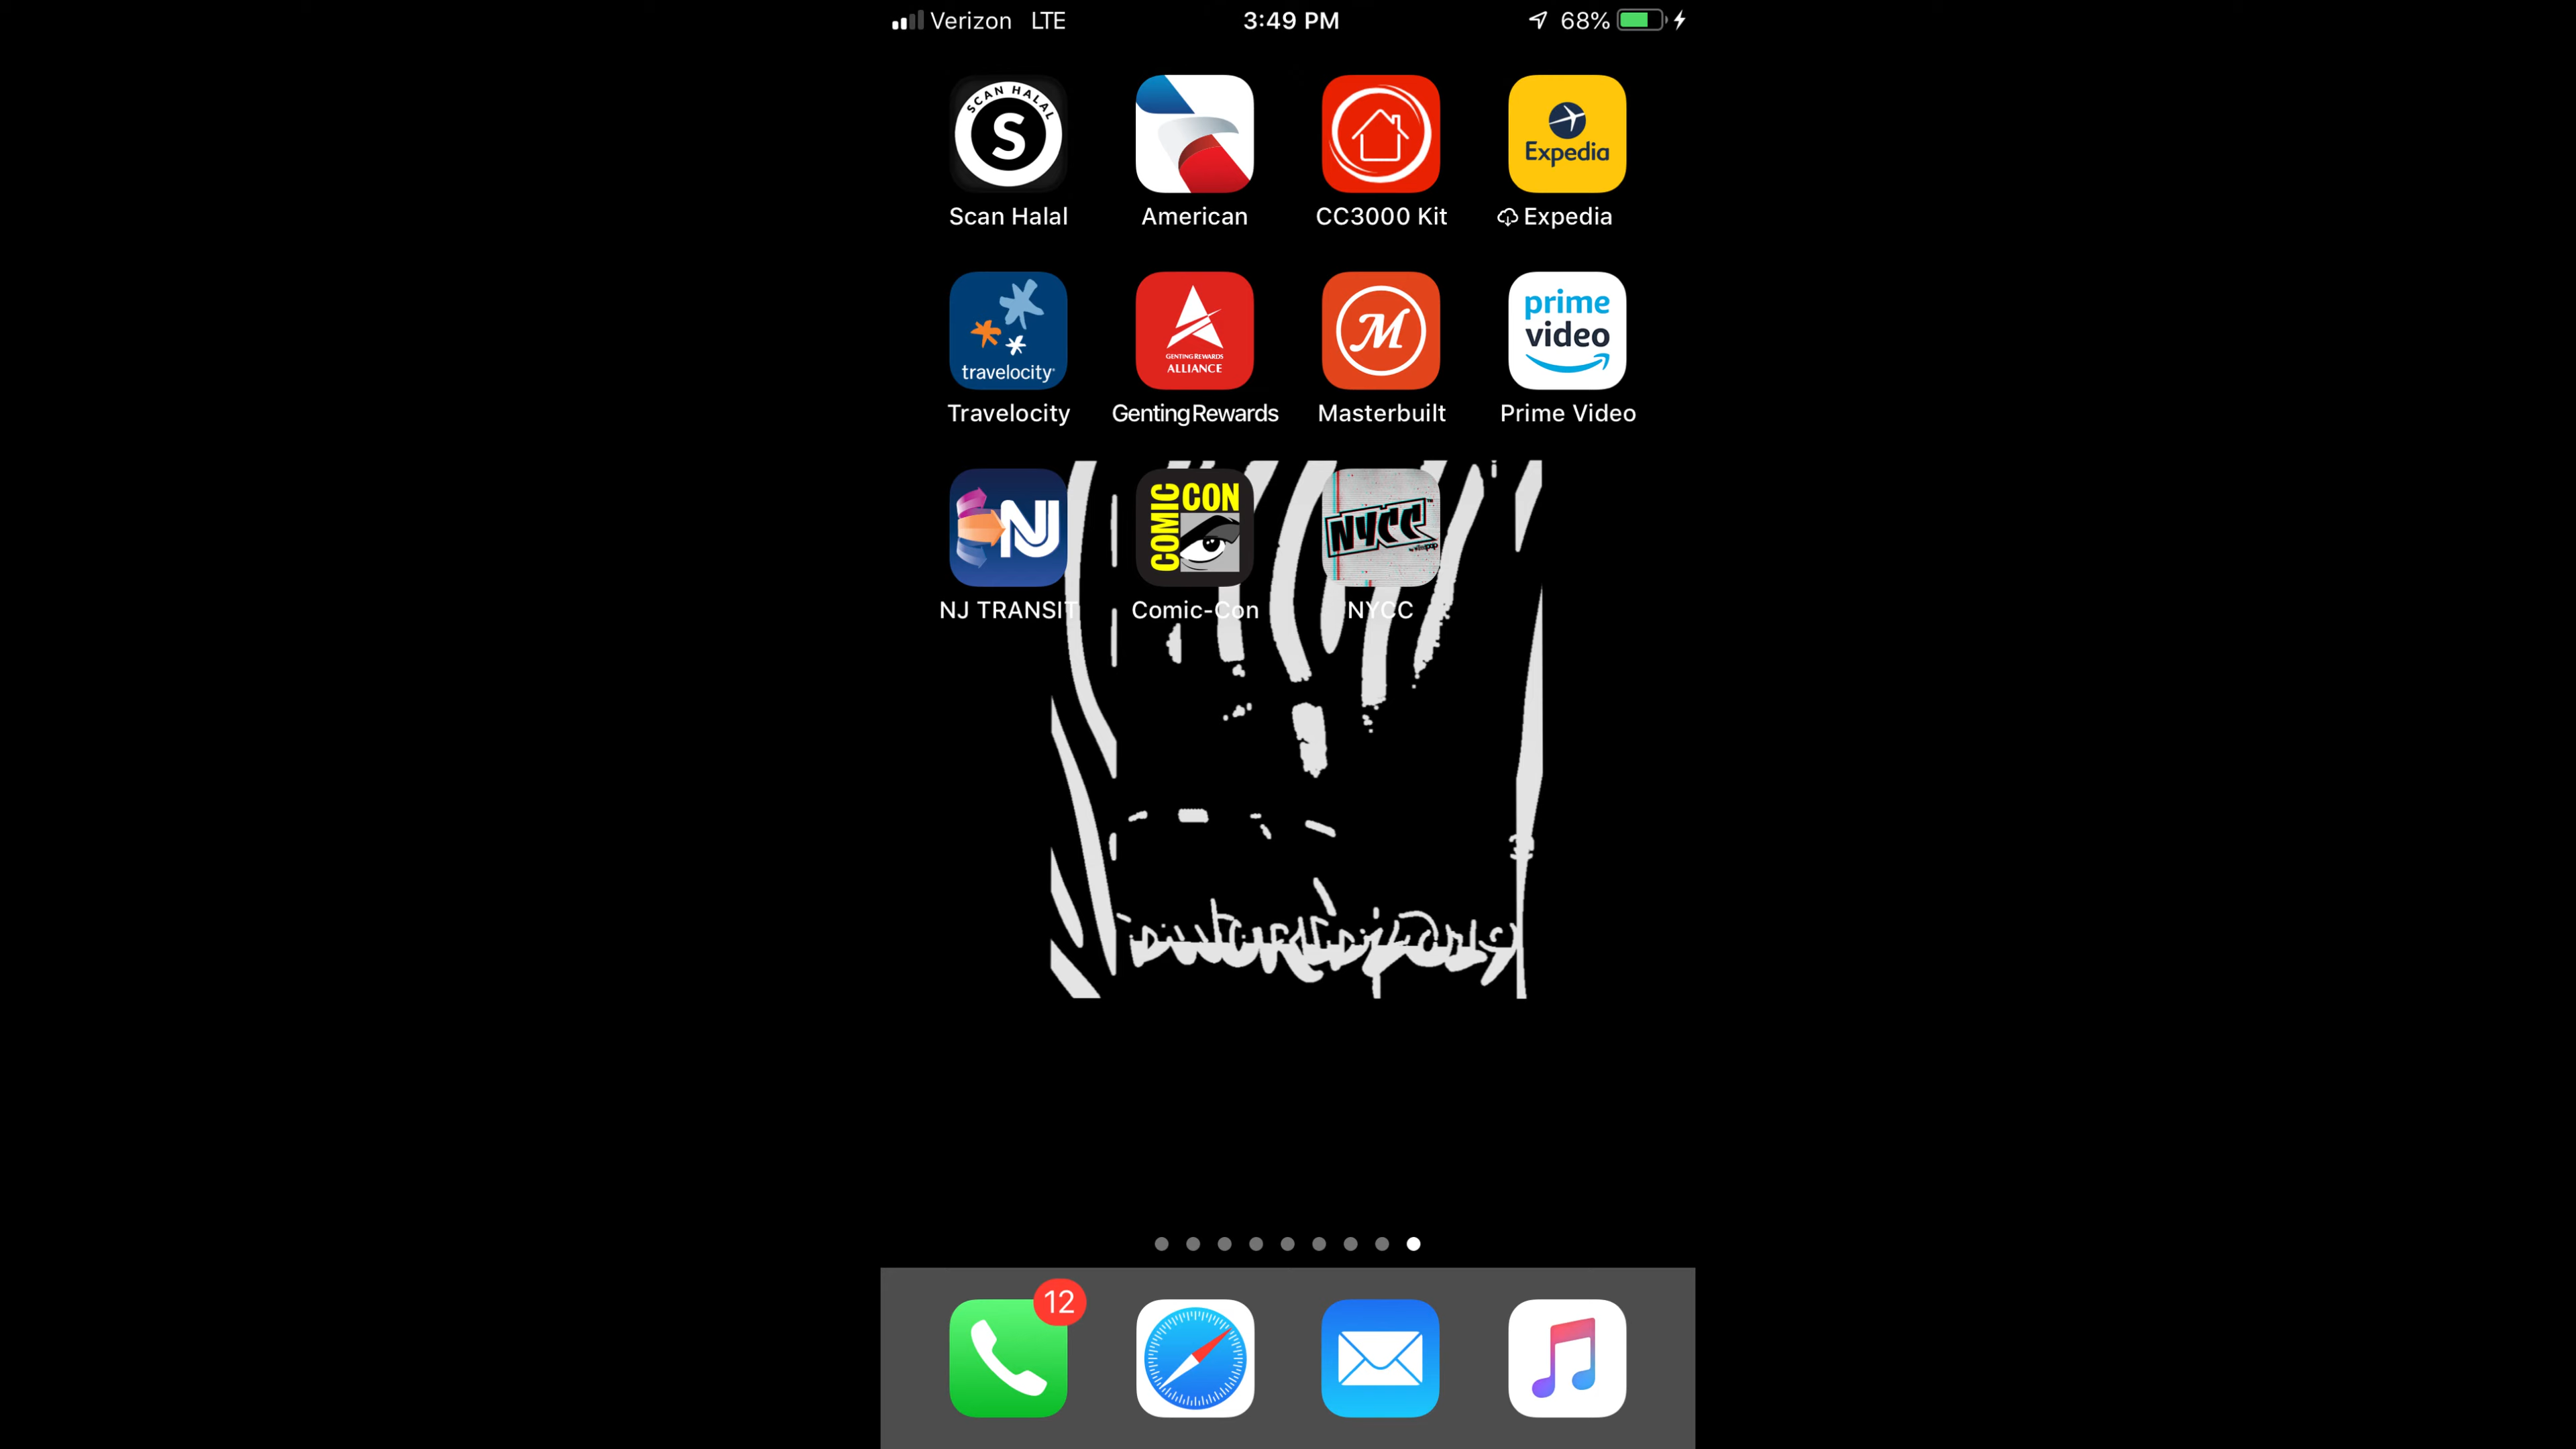 Verizon LTE 3:49 PM 68%
SCAN HALAL
S
Expedia
Scan Halal American CC3000 Kit Expedia
travelocity
GENTING REWARDS
ALLIANCE
M
prime
video
Travelocity GentingRewards Masterbuilt Prime Video
NJ
COMIC CON
NYCC
NJ TRANSIT Comic-Con NYCC
12